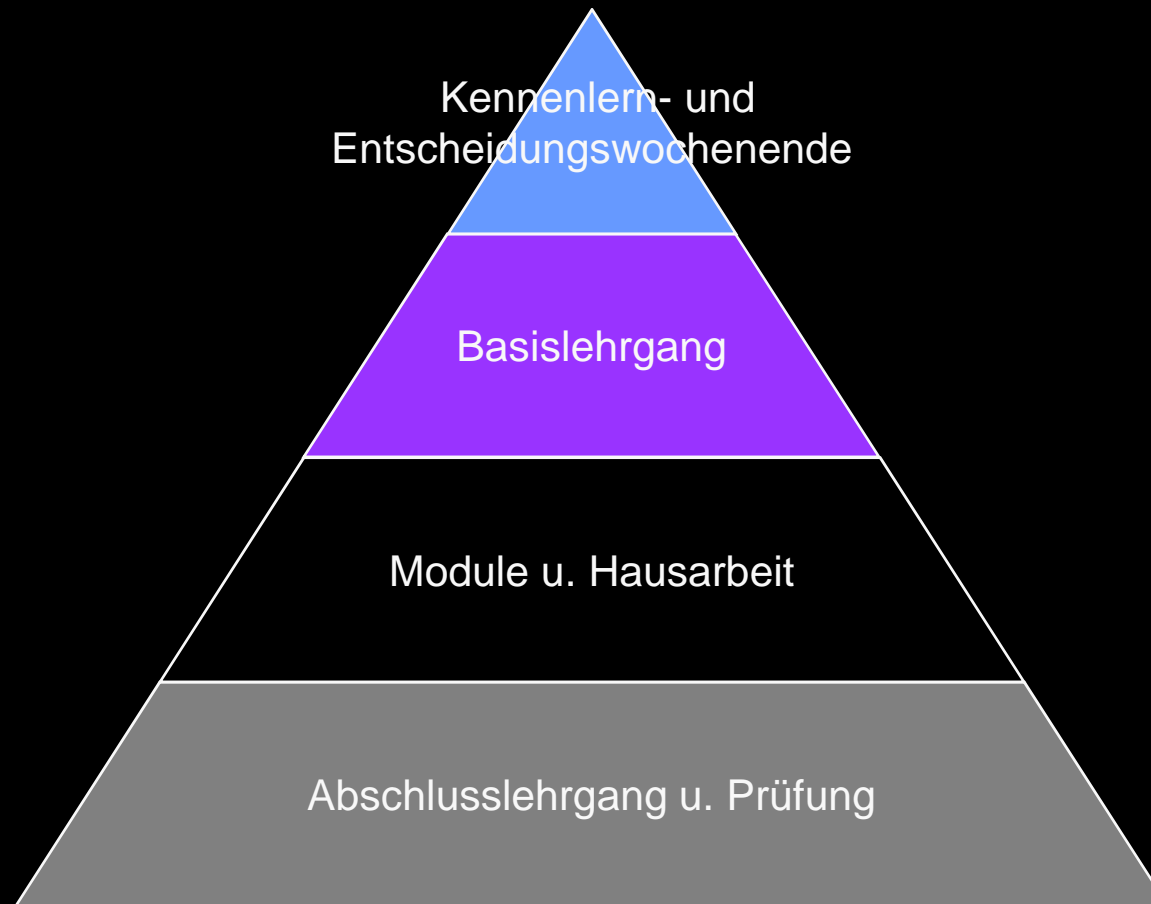 Kennenlern- und
Entscheidungswochenende
Basislehrgang
Module u. Hausarbeit
Abschlusslehrgang u. Prüfung